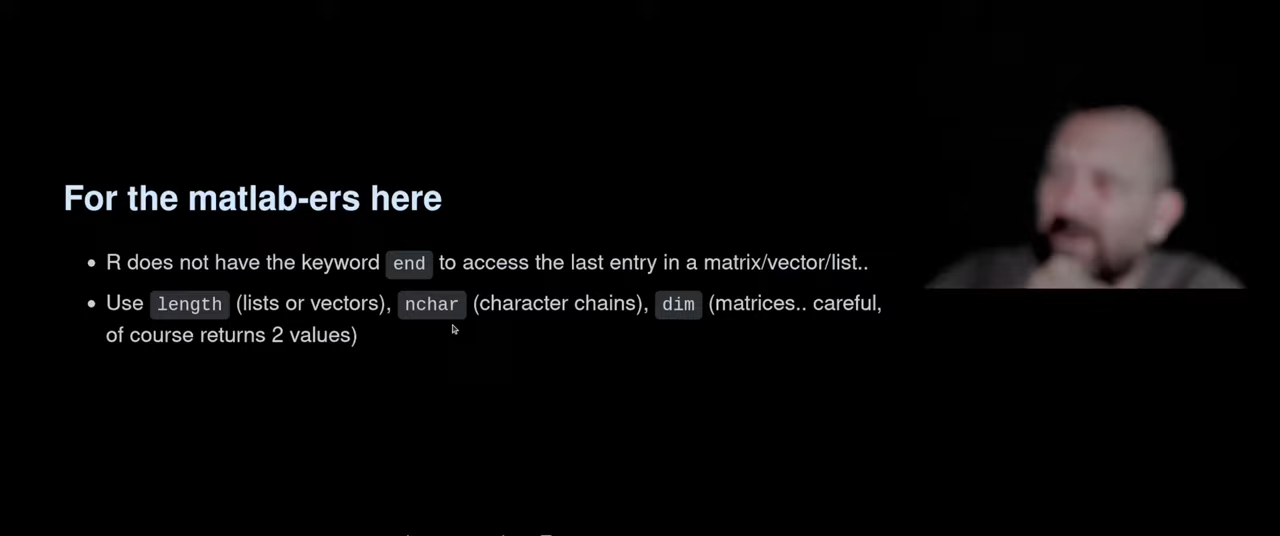 For the matlab-ers here
• R does not have the keyword end to access the last entry in a matrix/vector/list..
• Use length (lists or vectors), nchar (character chains), dim (matrices.. careful,
of course returns 2 values)